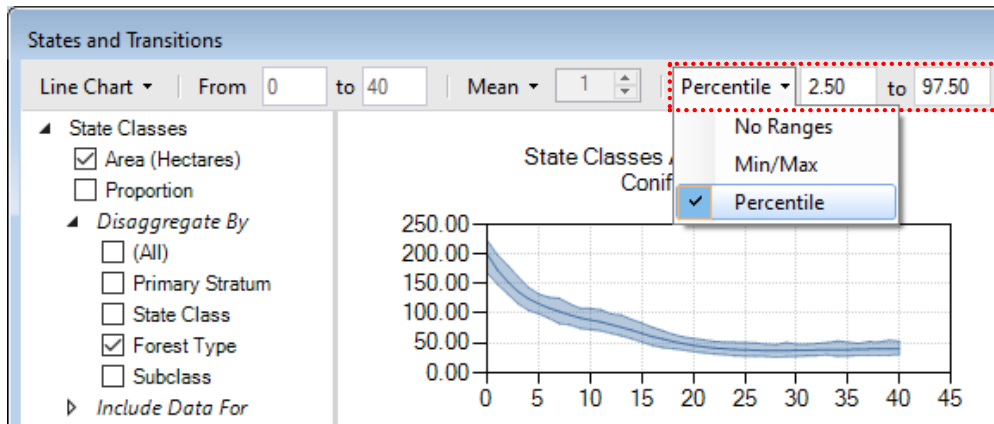 States and Transitions
Line Chart From 0 to 40 Mean 1 Percentile 2.50 to 97.50
No Ranges
Min/Max
Percentile
State Classes
Area (Hectares)
Proportion
Disaggregate By
(All)
Primary Stratum
State Class
Forest Type
Subclass
Include Data For
State Classes
250.00
200.00
150.00
100.00
50.00
0.00
0 5 10 15 20 25 30 35 40 45